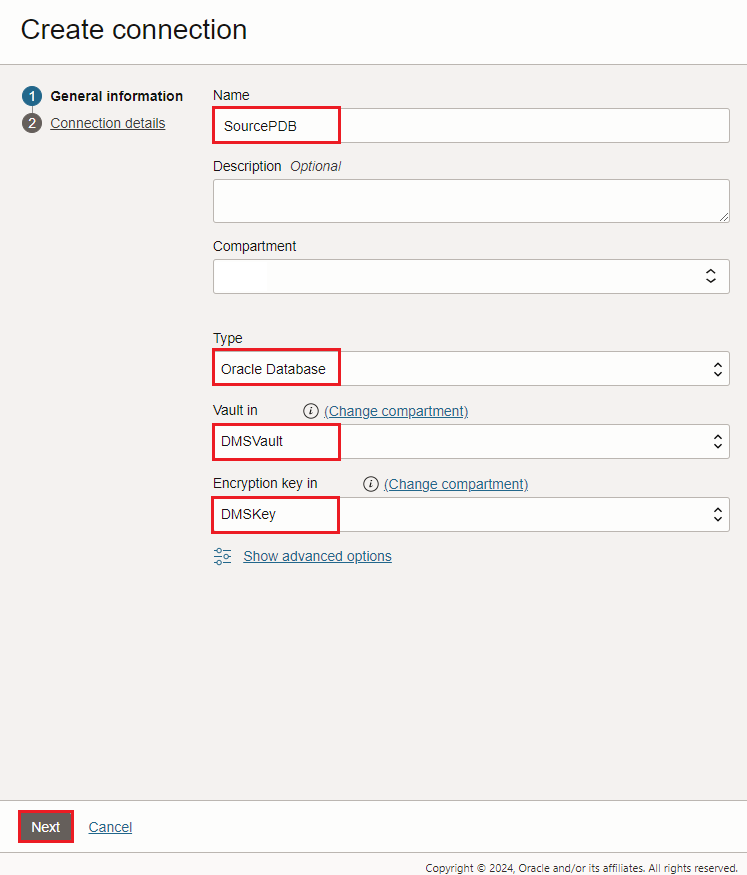 Create connection
1 General information
2 Connection details
Name
SourcePDB
Description Optional
Compartment
Type
Oracle Database
Vault in i (Change compartment)
DMSVault
Encryption key in i (Change compartment)
DMSKey
Show advanced options
Next Cancel
Copyright © 2024, Oracle and/or its affiliates. All rights reserved.